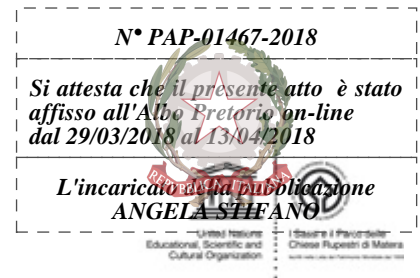 N° PAP-01467-2018
Si attesta che il presente atto è stato
affisso all'Albo Pretorio on-line
dal 29/03/2018 al 13/04/2018
L'incaricato della pubblicazione
ANGELA STIFANO
REPVBBLICA ITALIANA
United Nations
Educational, Scientific and
Cultural Organization
I Sassi e il Parco delle
Chiese Rupestri di Matera